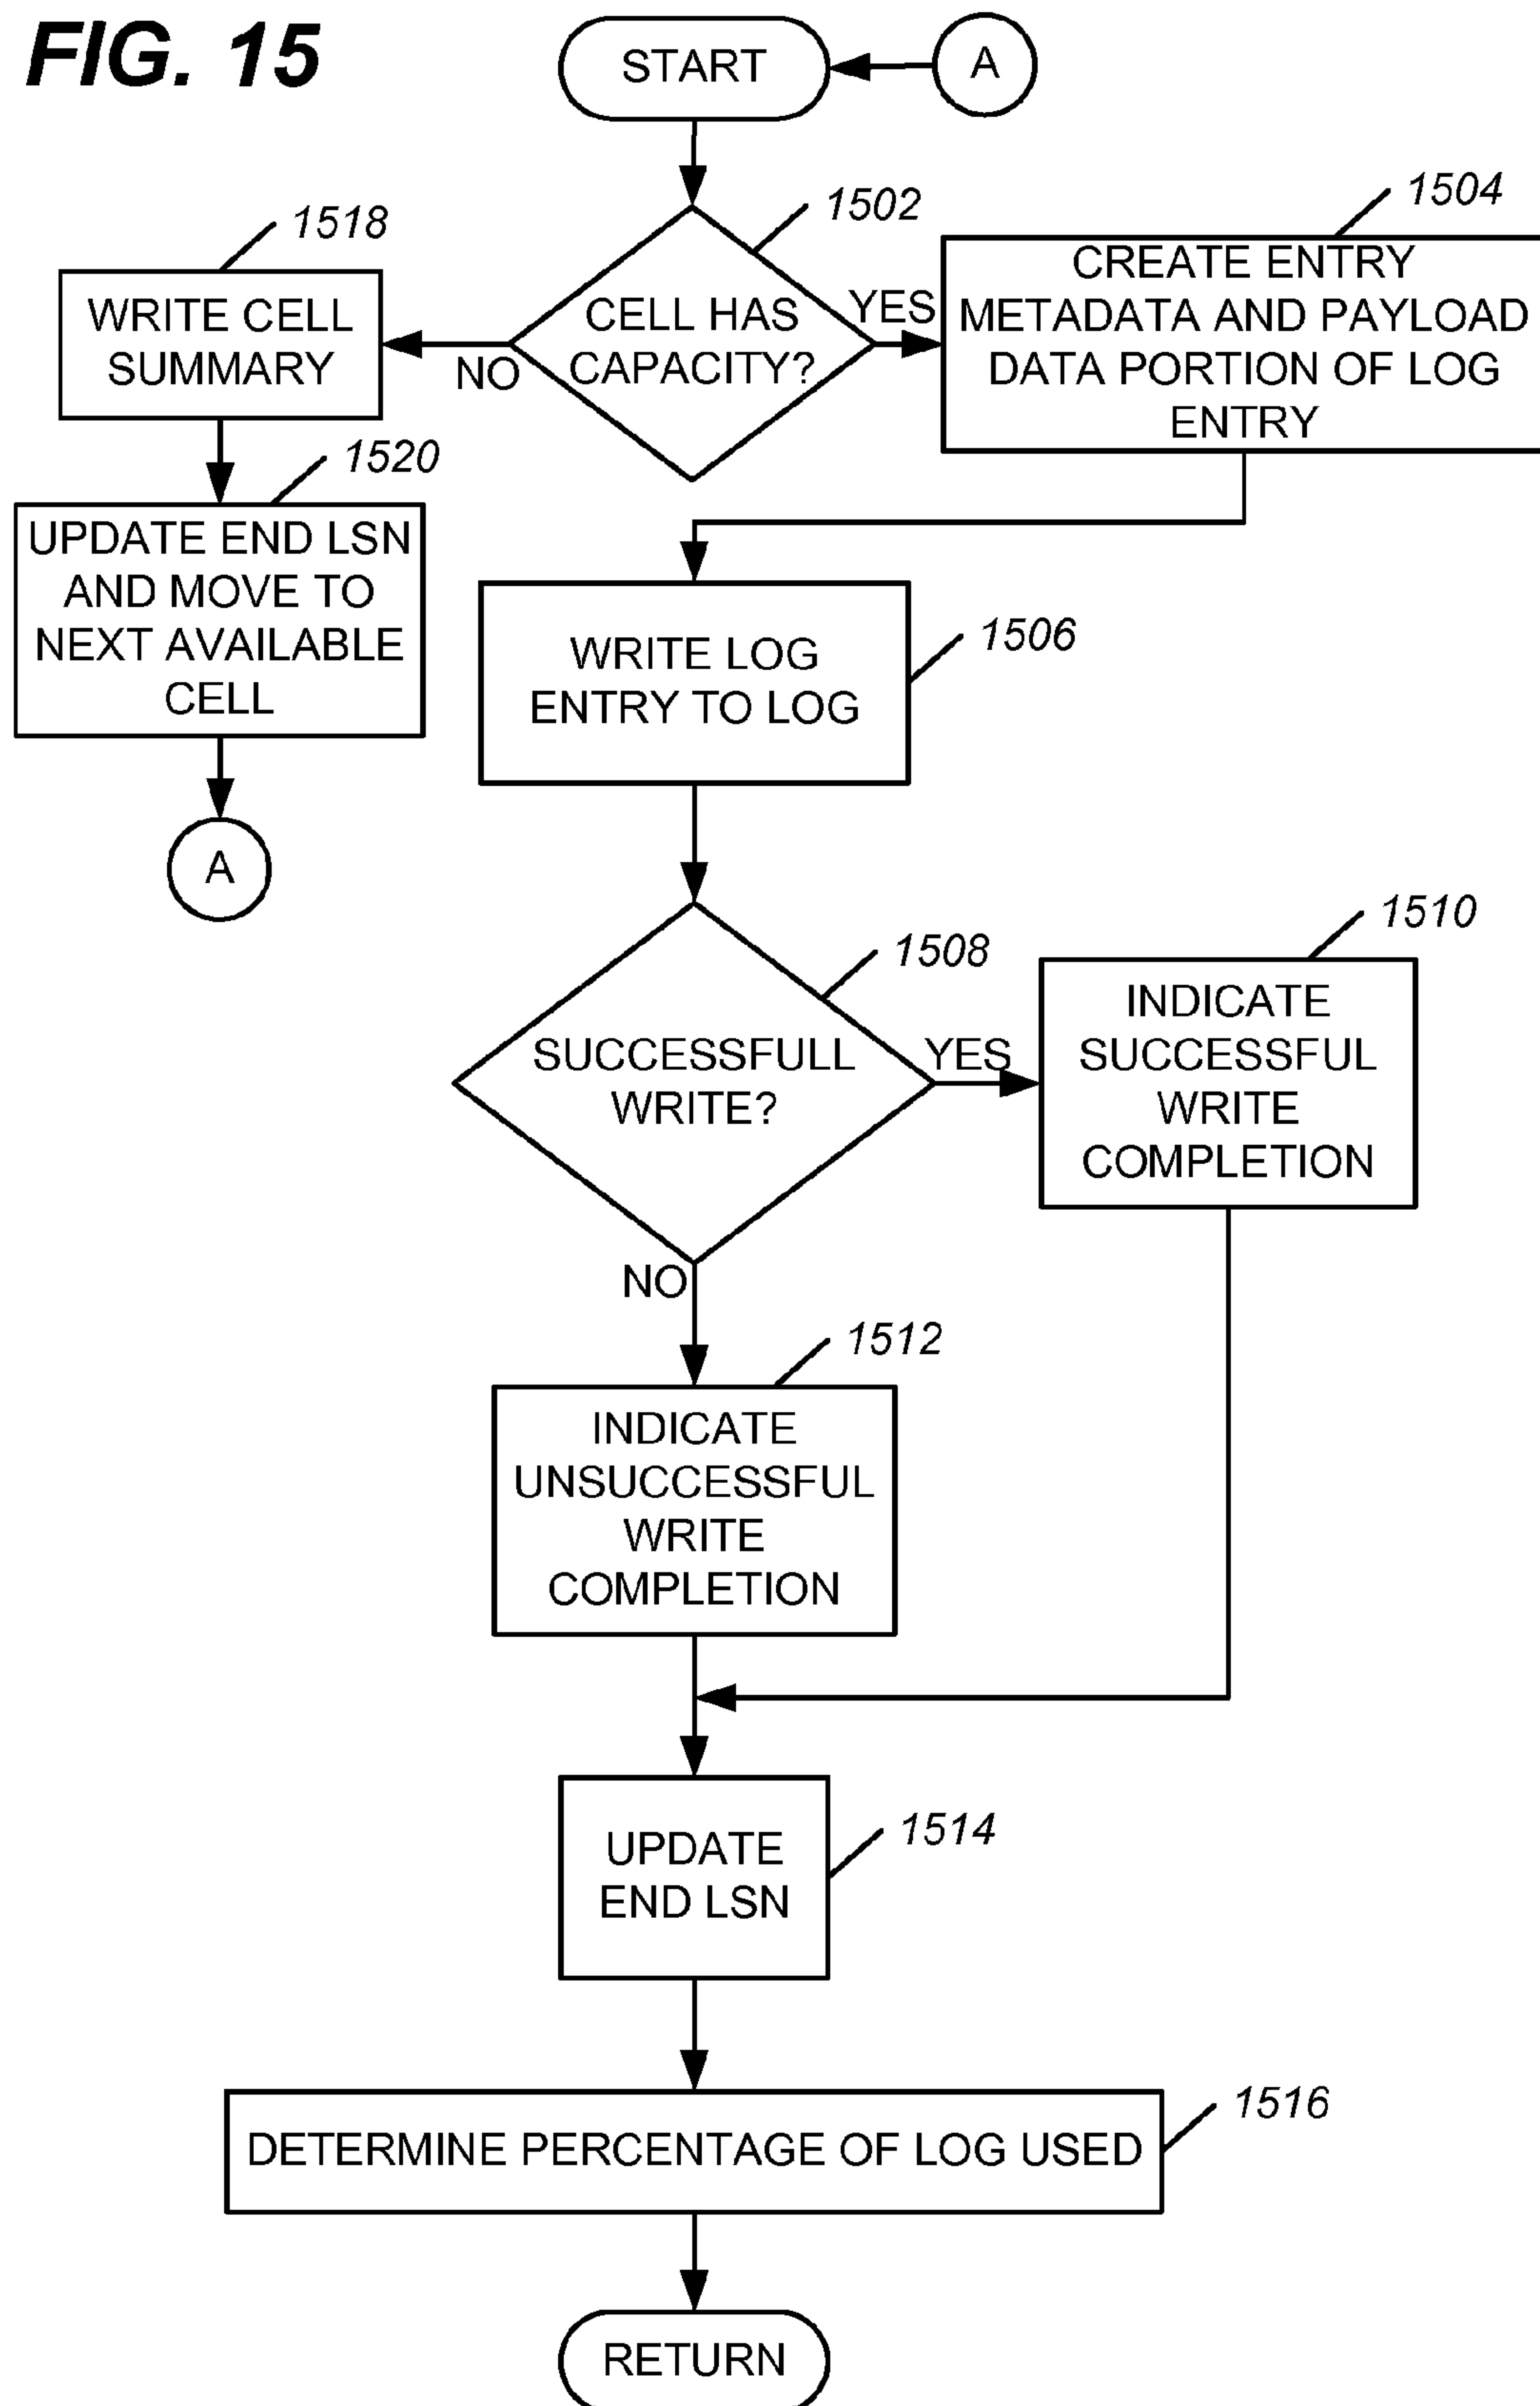 FIG. 15
START
A
1502
CELL HAS
CAPACITY?
YES
NO
1504
CREATE ENTRY
METADATA AND PAYLOAD
DATA PORTION OF LOG
ENTRY
1518
WRITE CELL
SUMMARY
1520
UPDATE END LSN
AND MOVE TO
NEXT AVAILABLE
CELL
A
1506
WRITE LOG
ENTRY TO LOG
1508
SUCCESSFULL
WRITE?
YES
NO
1510
INDICATE
SUCCESSFUL
WRITE
COMPLETION
1512
INDICATE
UNSUCCESSFUL
WRITE
COMPLETION
1514
UPDATE
END LSN
1516
DETERMINE PERCENTAGE OF LOG USED
RETURN